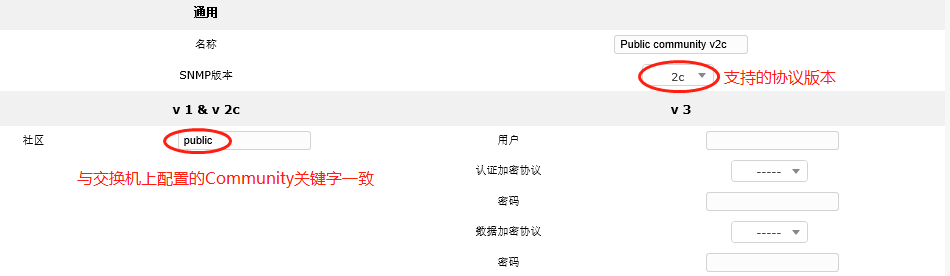 通用
名称 Public community v2c
SNMP版本 2c 支持的协议版本
v 1 & v 2c v 3
社区 public 用户
认证加密协议 -----
与交换机上配置的Community关键字一致
密码
数据加密协议 -----
密码